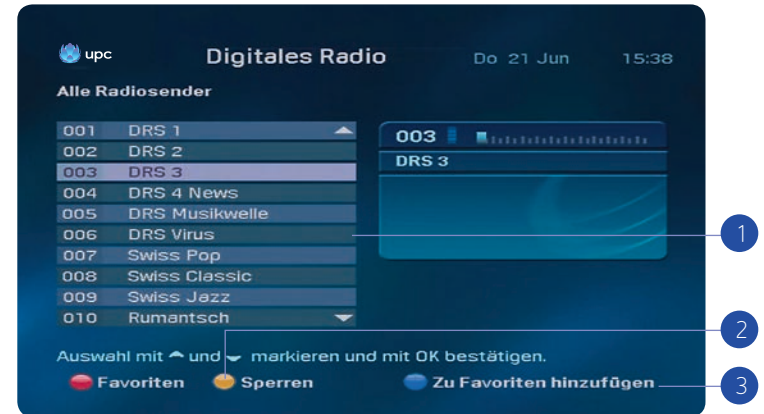 upc Digitales Radio Do 21 Jun 15:38
Alle Radiosender
001 DRS 1
002 DRS 2
003 DRS 3
004 DRS 4 News
005 DRS Musikwelle
006 DRS Virus
007 Swiss Pop
008 Swiss Classic
009 Swiss Jazz
010 Rumantsch
003
DRS 3
1
2
Auswahl mit und markieren und mit OK bestätigen.
Favoriten Sperren Zu Favoriten hinzufügen 3